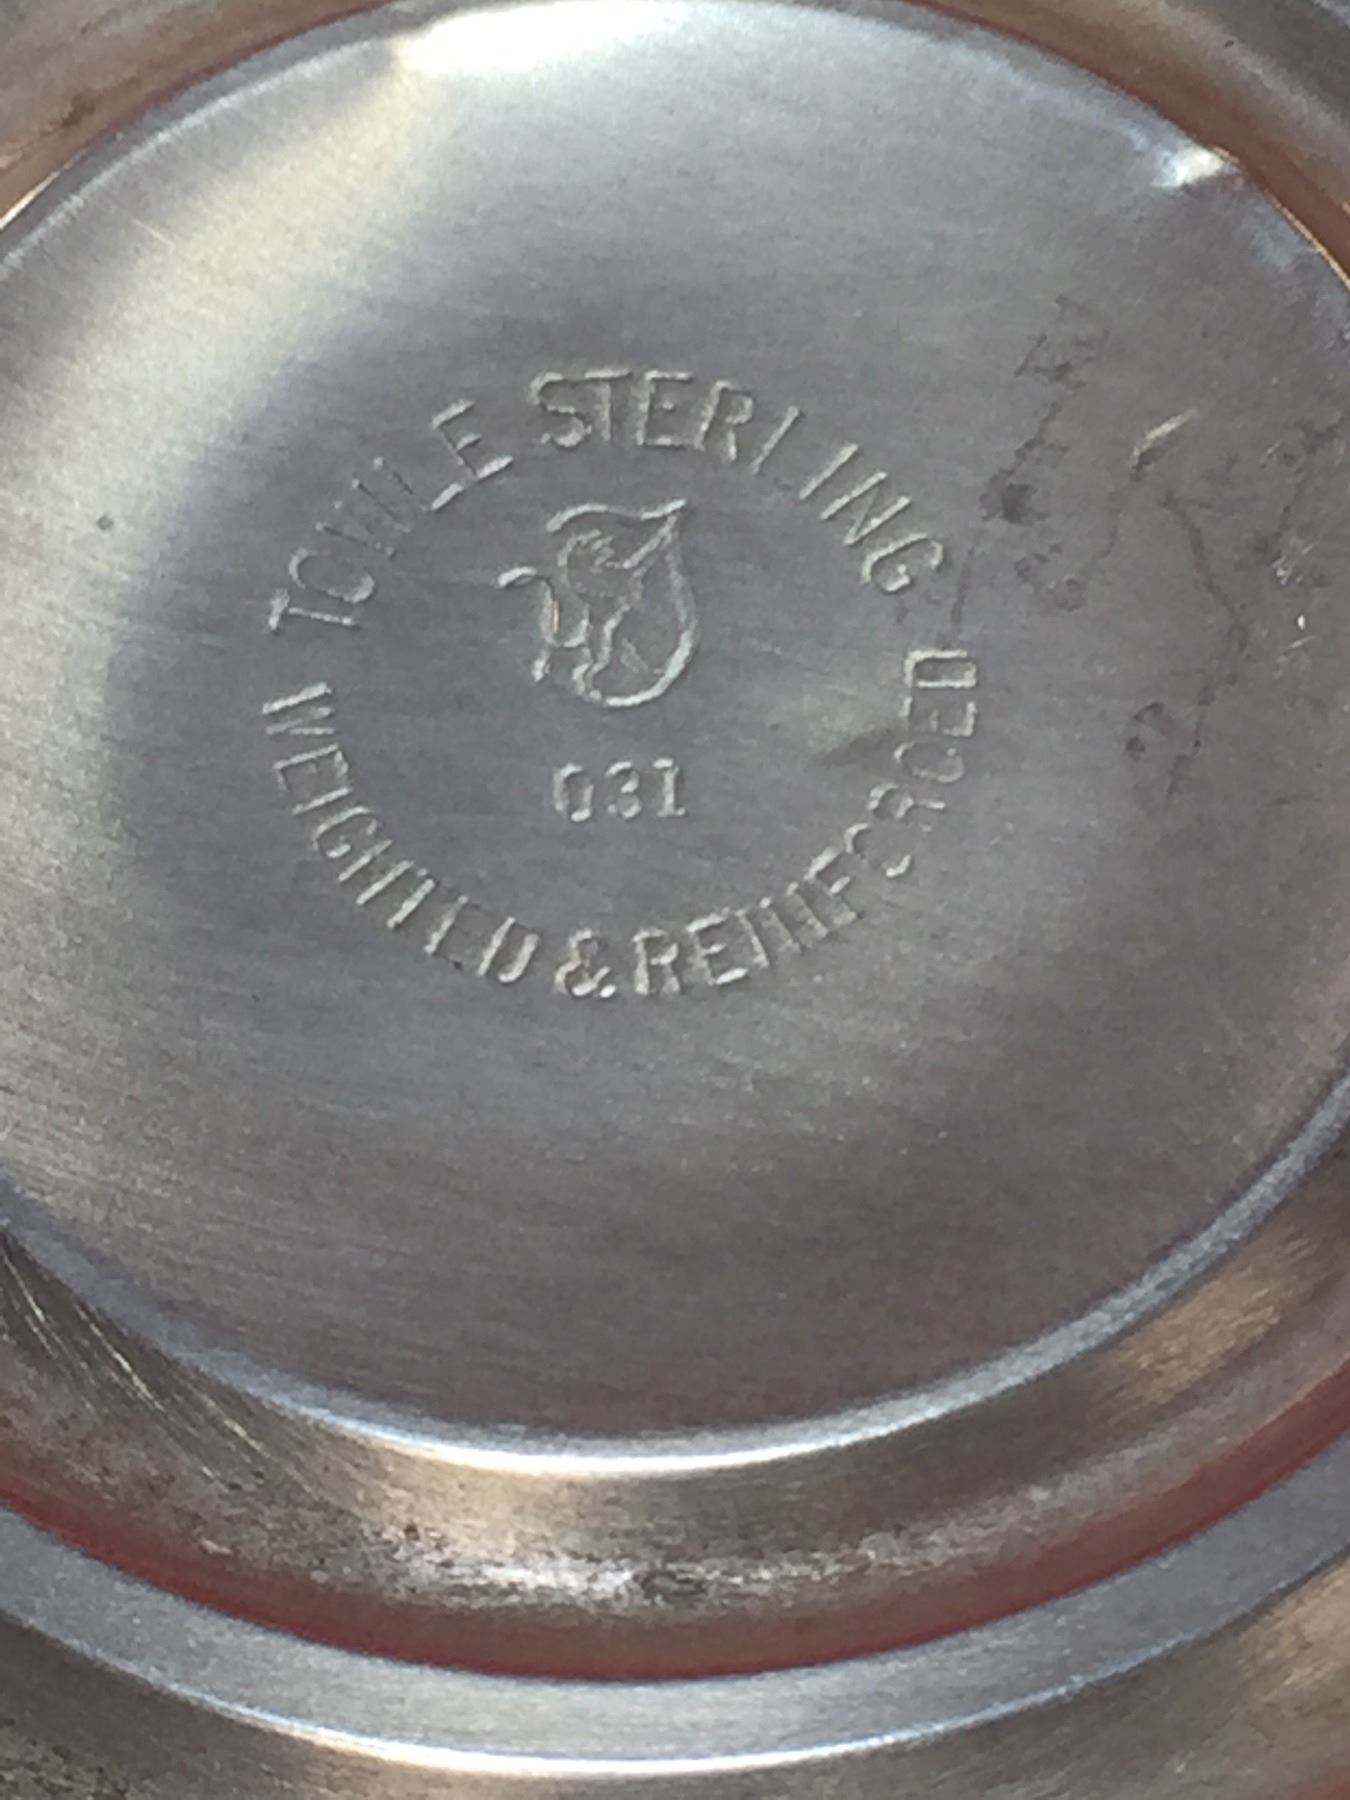 TOWLE STERLING
031
WEIGHTED & REINFORCED